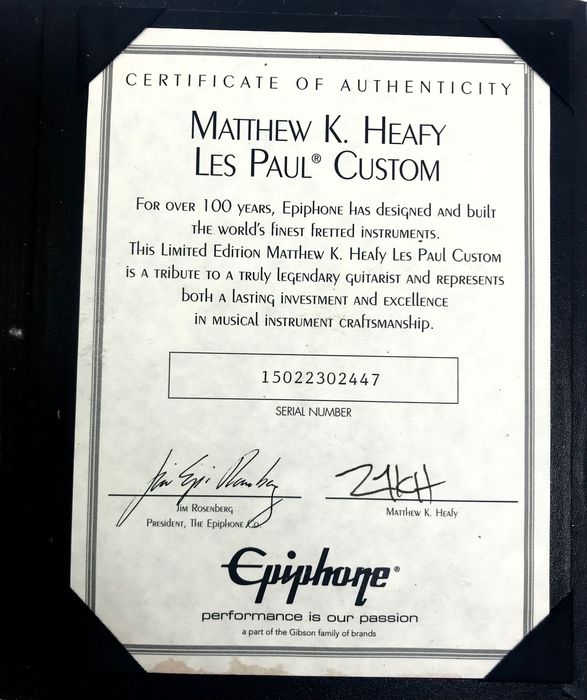 CERTIFICATE OF AUTHENTICITY
MATTHEW K. HEAFY
LES PAUL® CUSTOM
FOR OVER 100 YEARS, EPIPHONE HAS DESIGNED AND BUILT
THE WORLD'S FINEST FRETTED INSTRUMENTS.
THIS LIMITED EDITION MATTHEW K. HEAFY LES PAUL CUSTOM
IS A TRIBUTE TO A TRULY LEGENDARY GUITARIST AND REPRESENTS
BOTH A LASTING INVESTMENT AND EXCELLENCE
IN MUSICAL INSTRUMENT CRAFTSMANSHIP.
15022302447
SERIAL NUMBER
Jim "Epi" Rosenberg
JIM ROSENBERG
PRESIDENT, THE EPIPHONE CO.
MATTHEW K. HEAFY
Epiphone®
performance is our passion
a part of the Gibson family of brands